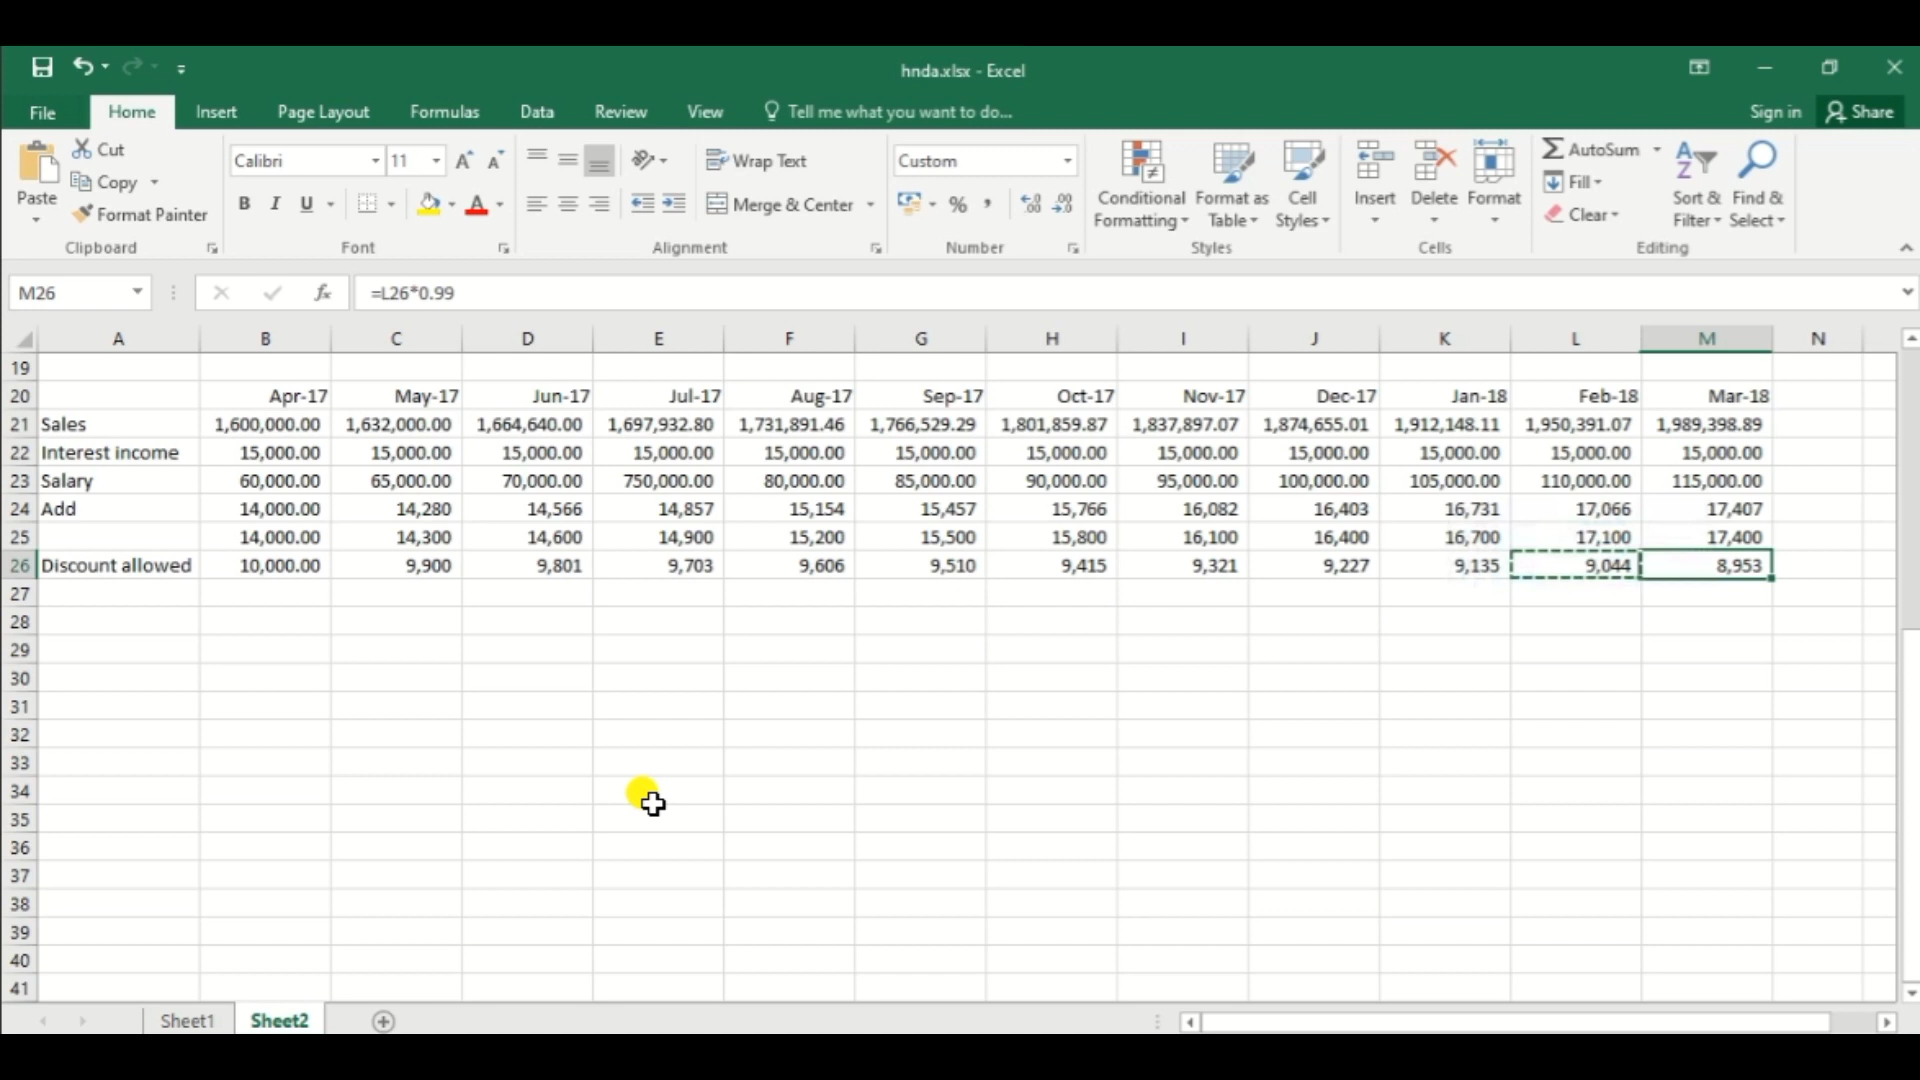 hnda.xlsx - Excel
File Home Insert Page Layout Formulas Data Review View Tell me what you want to do... Sign in Share
Paste Cut Copy Format Painter Clipboard
Calibri 11 A A B I U A Font
Wrap Text Merge & Center Alignment
Custom % , .00 Number
Conditional Formatting Format as Table Cell Styles Styles
Insert Delete Format Cells
AutoSum Fill Clear Sort & Filter Find & Select Editing
M26 fx =L26*0.99
A B C D E F G H I J K L M N
19
20 Apr-17 May-17 Jun-17 Jul-17 Aug-17 Sep-17 Oct-17 Nov-17 Dec-17 Jan-18 Feb-18 Mar-18
21 Sales 1,600,000.00 1,632,000.00 1,664,640.00 1,697,932.80 1,731,891.46 1,766,529.29 1,801,859.87 1,837,897.07 1,874,655.01 1,912,148.11 1,950,391.07 1,989,398.89
22 Interest income 15,000.00 15,000.00 15,000.00 15,000.00 15,000.00 15,000.00 15,000.00 15,000.00 15,000.00 15,000.00 15,000.00 15,000.00
23 Salary 60,000.00 65,000.00 70,000.00 750,000.00 80,000.00 85,000.00 90,000.00 95,000.00 100,000.00 105,000.00 110,000.00 115,000.00
24 Add 14,000.00 14,280 14,566 14,857 15,154 15,457 15,766 16,082 16,403 16,731 17,066 17,407
25 14,000.00 14,300 14,600 14,900 15,200 15,500 15,800 16,100 16,400 16,700 17,100 17,400
26 Discount allowed 10,000.00 9,900 9,801 9,703 9,606 9,510 9,415 9,321 9,227 9,135 9,044 8,953
27
28
29
30
31
32
33
34
35
36
37
38
39
40
41
Sheet1 Sheet2